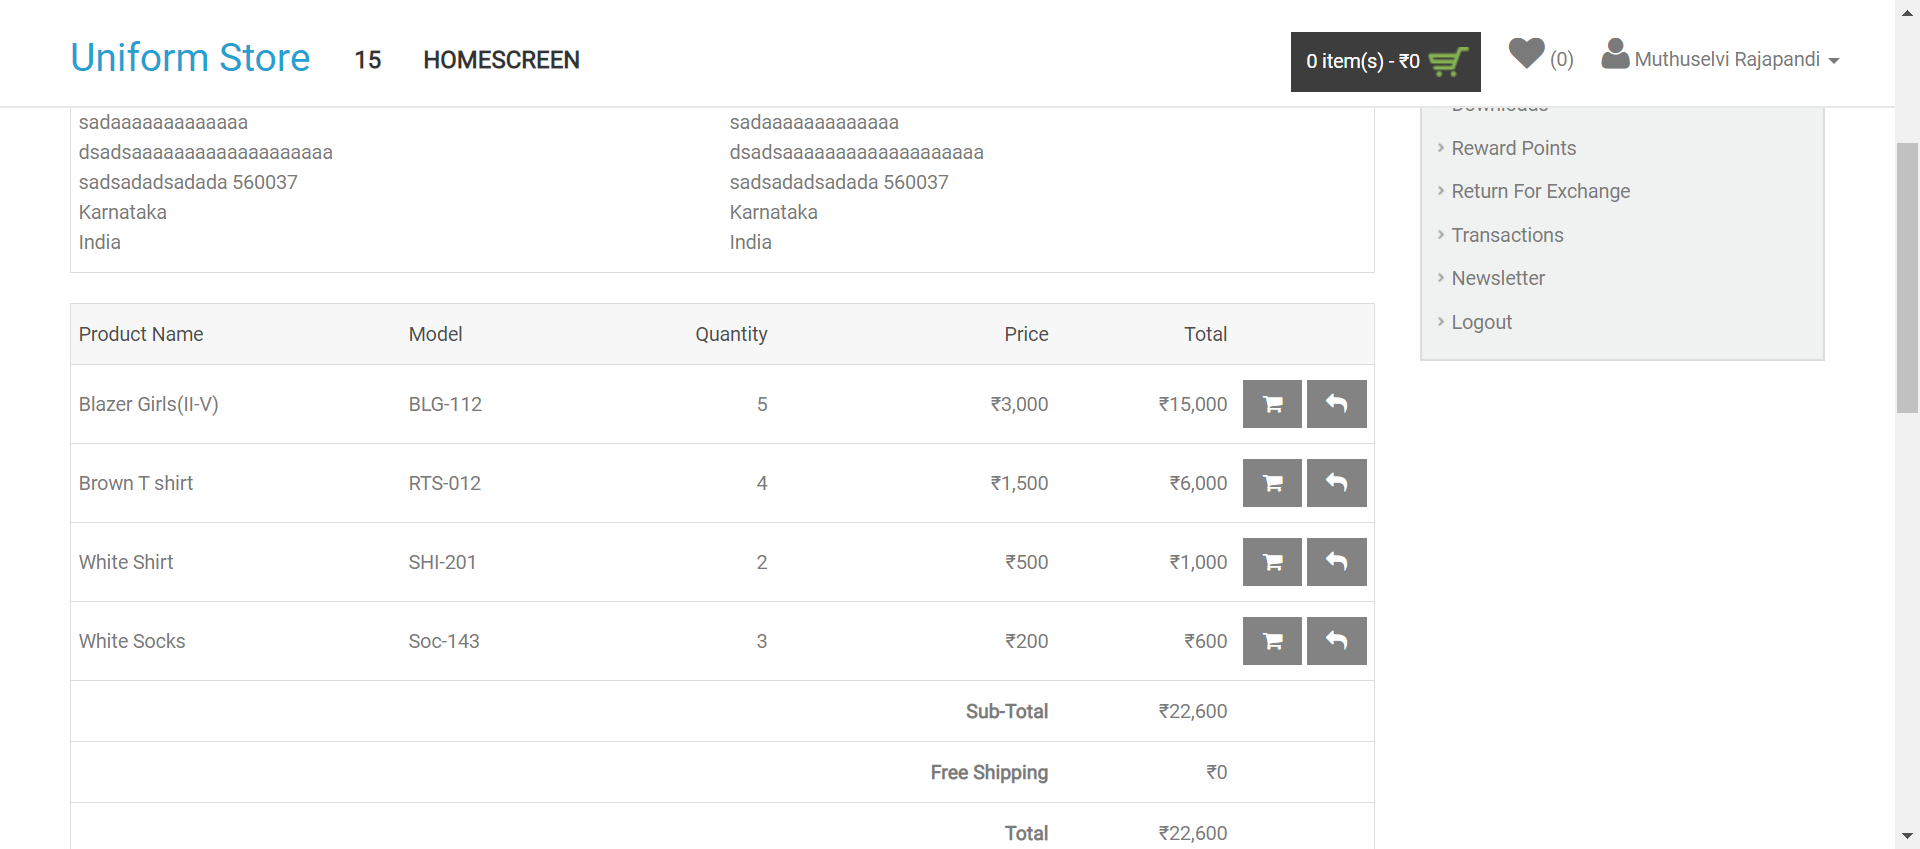 Uniform Store 15 HOMESCREEN 0 item(s) - ₹0 (0) Muthuselvi Rajapandi
sadaaaaaaaaaaaaa sadaaaaaaaaaaaaa
dsadsaaaaaaaaaaaaaaaaaaa dsadsaaaaaaaaaaaaaaaaaaa
sadsadadsadada 560037 sadsadadsadada 560037
Karnataka Karnataka
India India
Downloads
Reward Points
Return For Exchange
Transactions
Newsletter
Logout
Product Name Model Quantity Price Total
Blazer Girls(II-V) BLG-112 5 ₹3,000 ₹15,000
Brown T shirt RTS-012 4 ₹1,500 ₹6,000
White Shirt SHI-201 2 ₹500 ₹1,000
White Socks Soc-143 3 ₹200 ₹600
Sub-Total ₹22,600
Free Shipping ₹0
Total ₹22,600